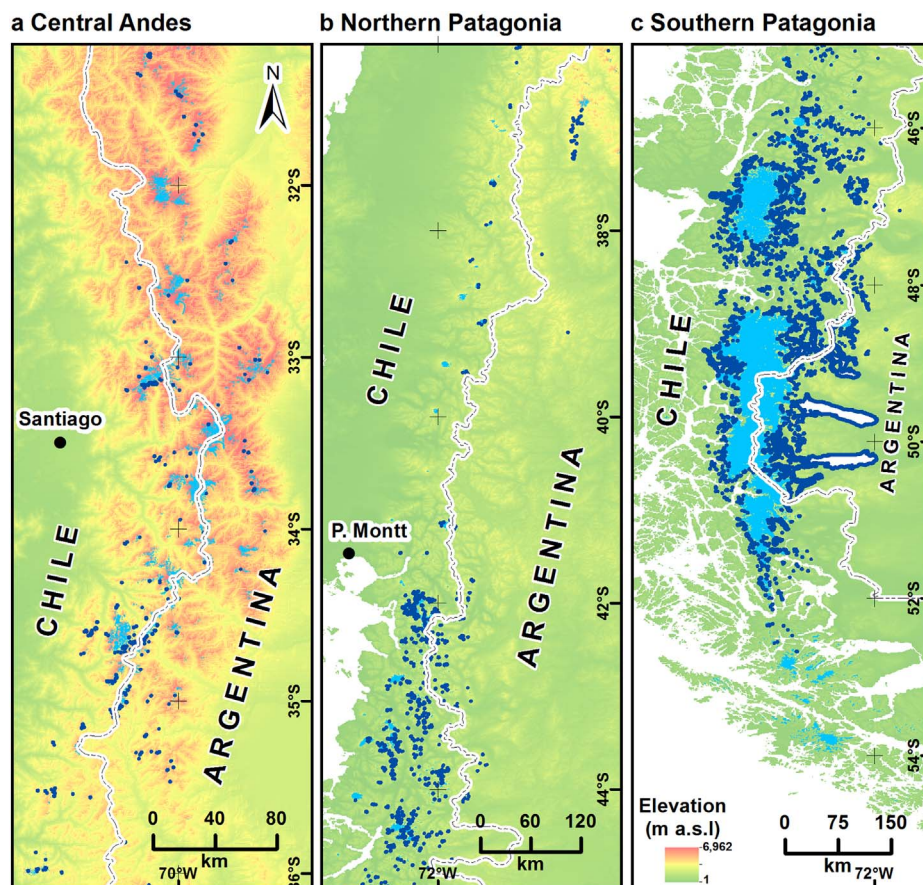 a Central Andes
b Northern Patagonia
c Southern Patagonia
N
32°S
33°S
34°S
35°S
36°S
Santiago
CHILE
ARGENTINA
0 40 80
km
70°W
38°S
40°S
42°S
44°S
CHILE
P. Montt
ARGENTINA
0 60 120
km
72°W
46°S
48°S
50°S
52°S
54°S
CHILE
ARGENTINA
Elevation
(m a.s.l)
6,962
-1
0 75 150
km
72°W